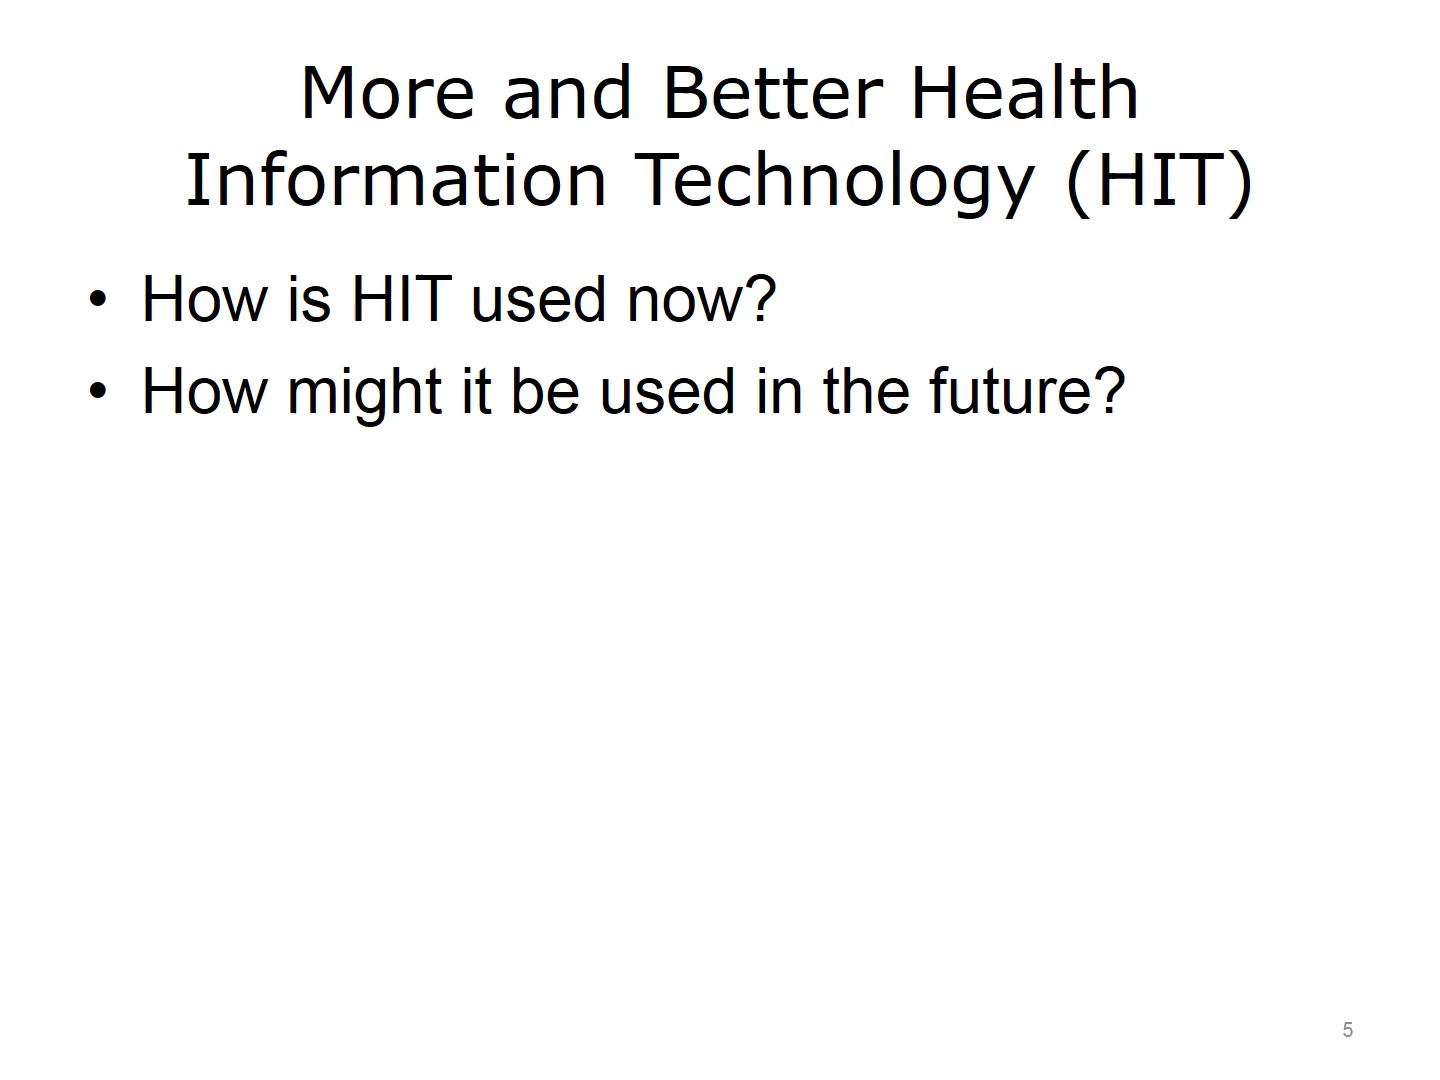 More and Better Health
Information Technology (HIT)
• How is HIT used now?
• How might it be used in the future?
5